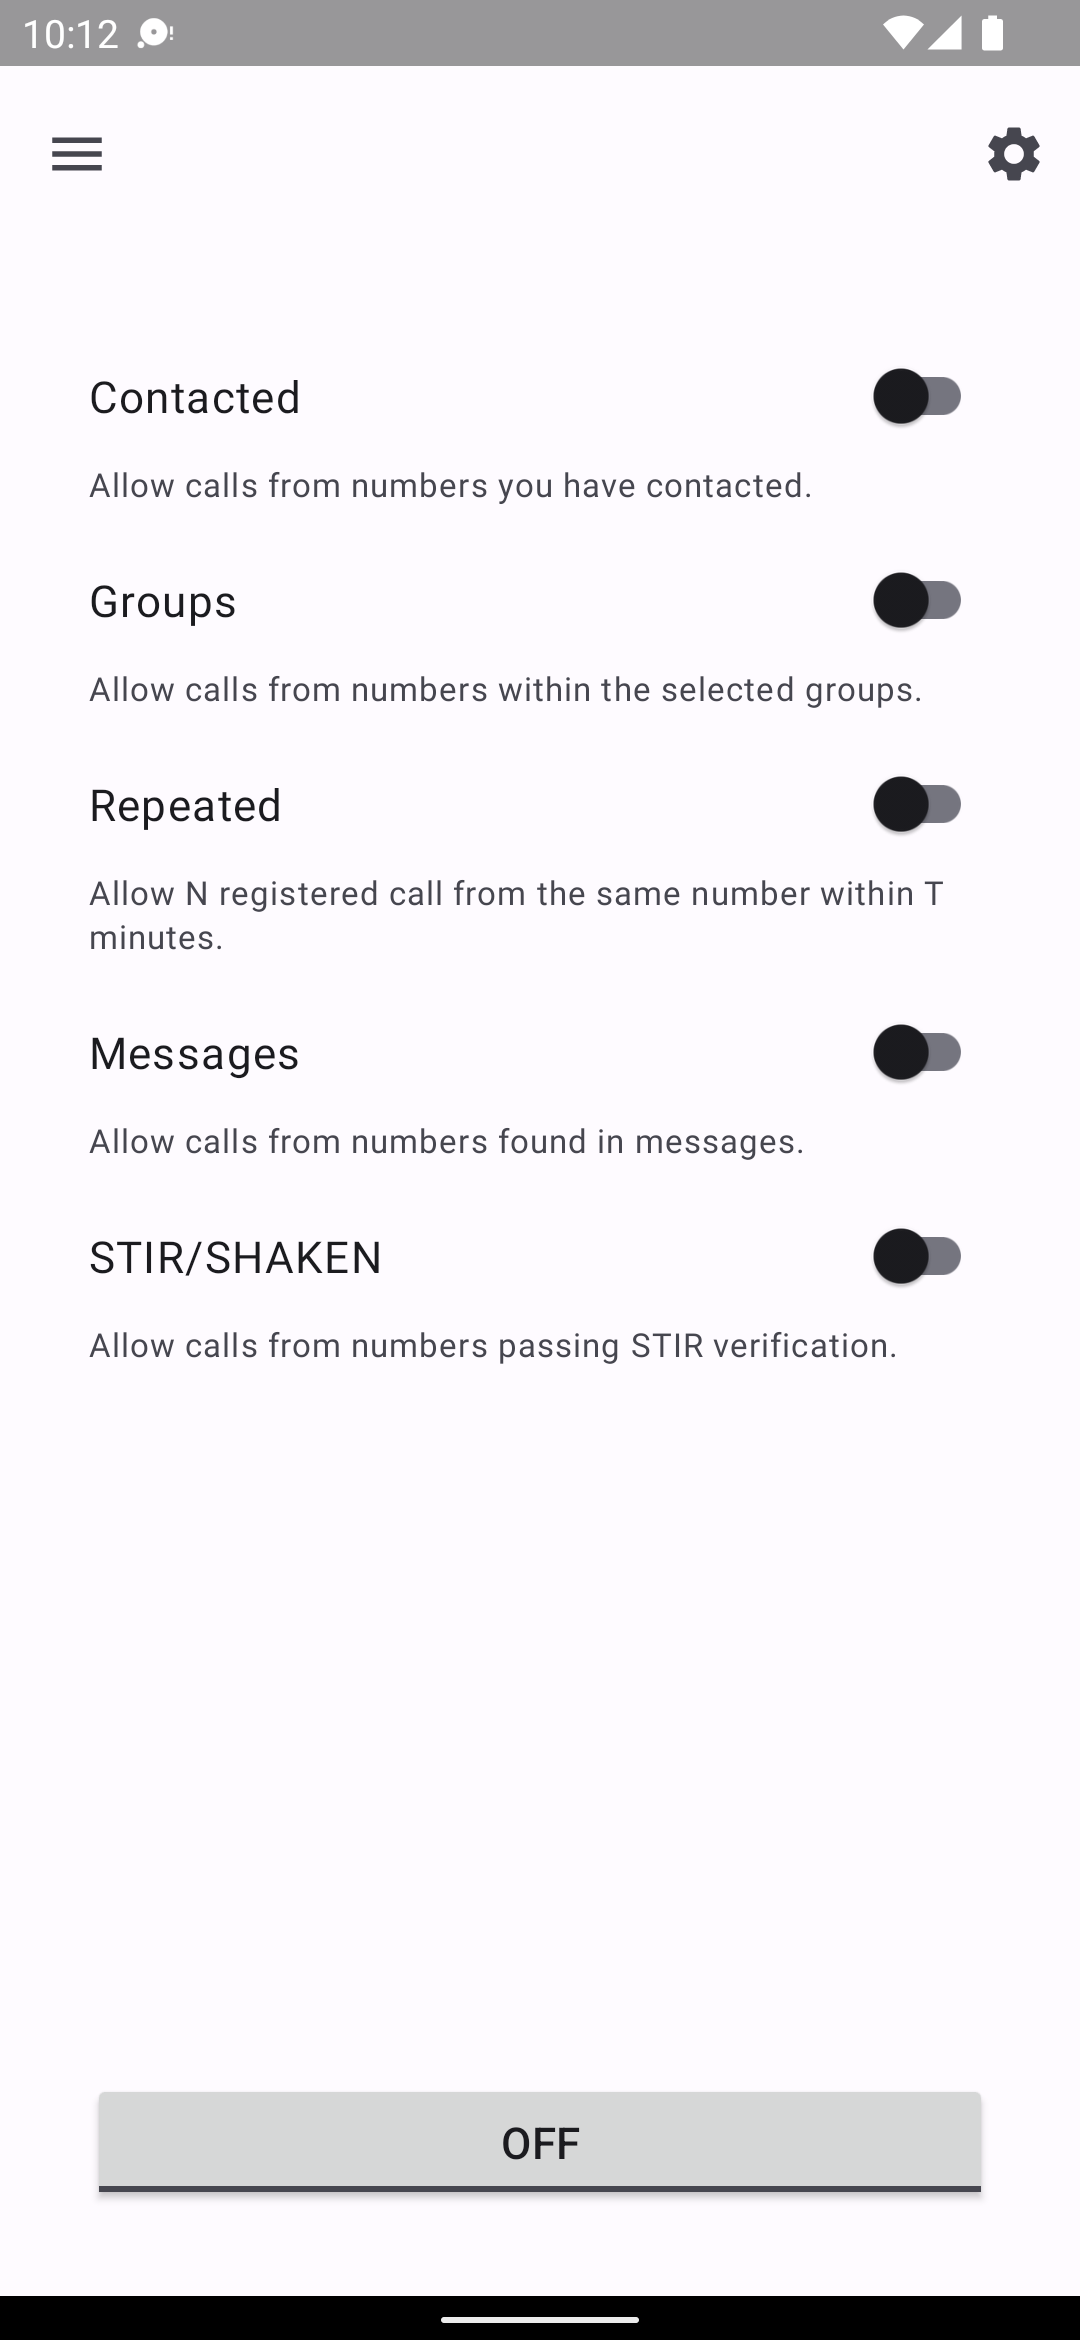 10:12
Contacted
Allow calls from numbers you have contacted.
Groups
Allow calls from numbers within the selected groups.
Repeated
Allow N registered call from the same number within T
minutes.
Messages
Allow calls from numbers found in messages.
STIR/SHAKEN
Allow calls from numbers passing STIR verification.
OFF